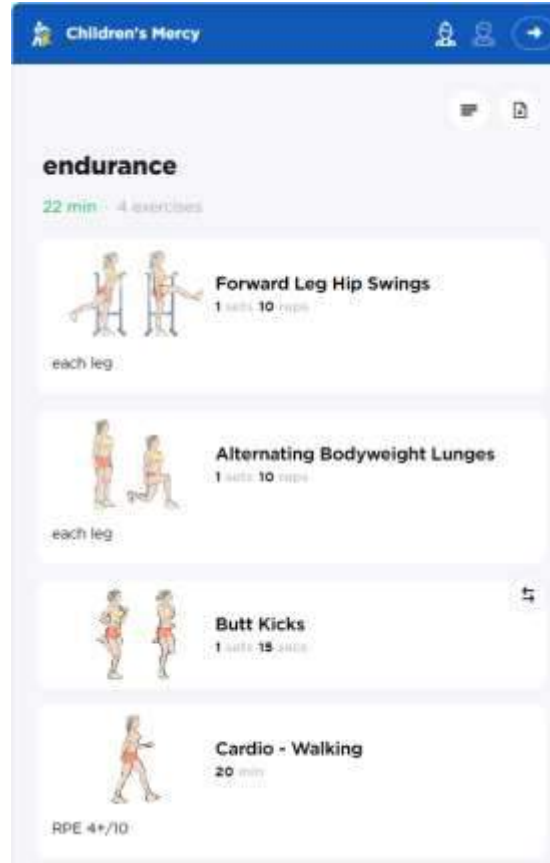 Children's Mercy
endurance
22 min · 4 exercises
Forward Leg Hip Swings
1 sets 10 reps
each leg
Alternating Bodyweight Lunges
1 sets 10 reps
each leg
Butt Kicks
1 sets 15 secs
Cardio - Walking
20 min
RPE 4+/10